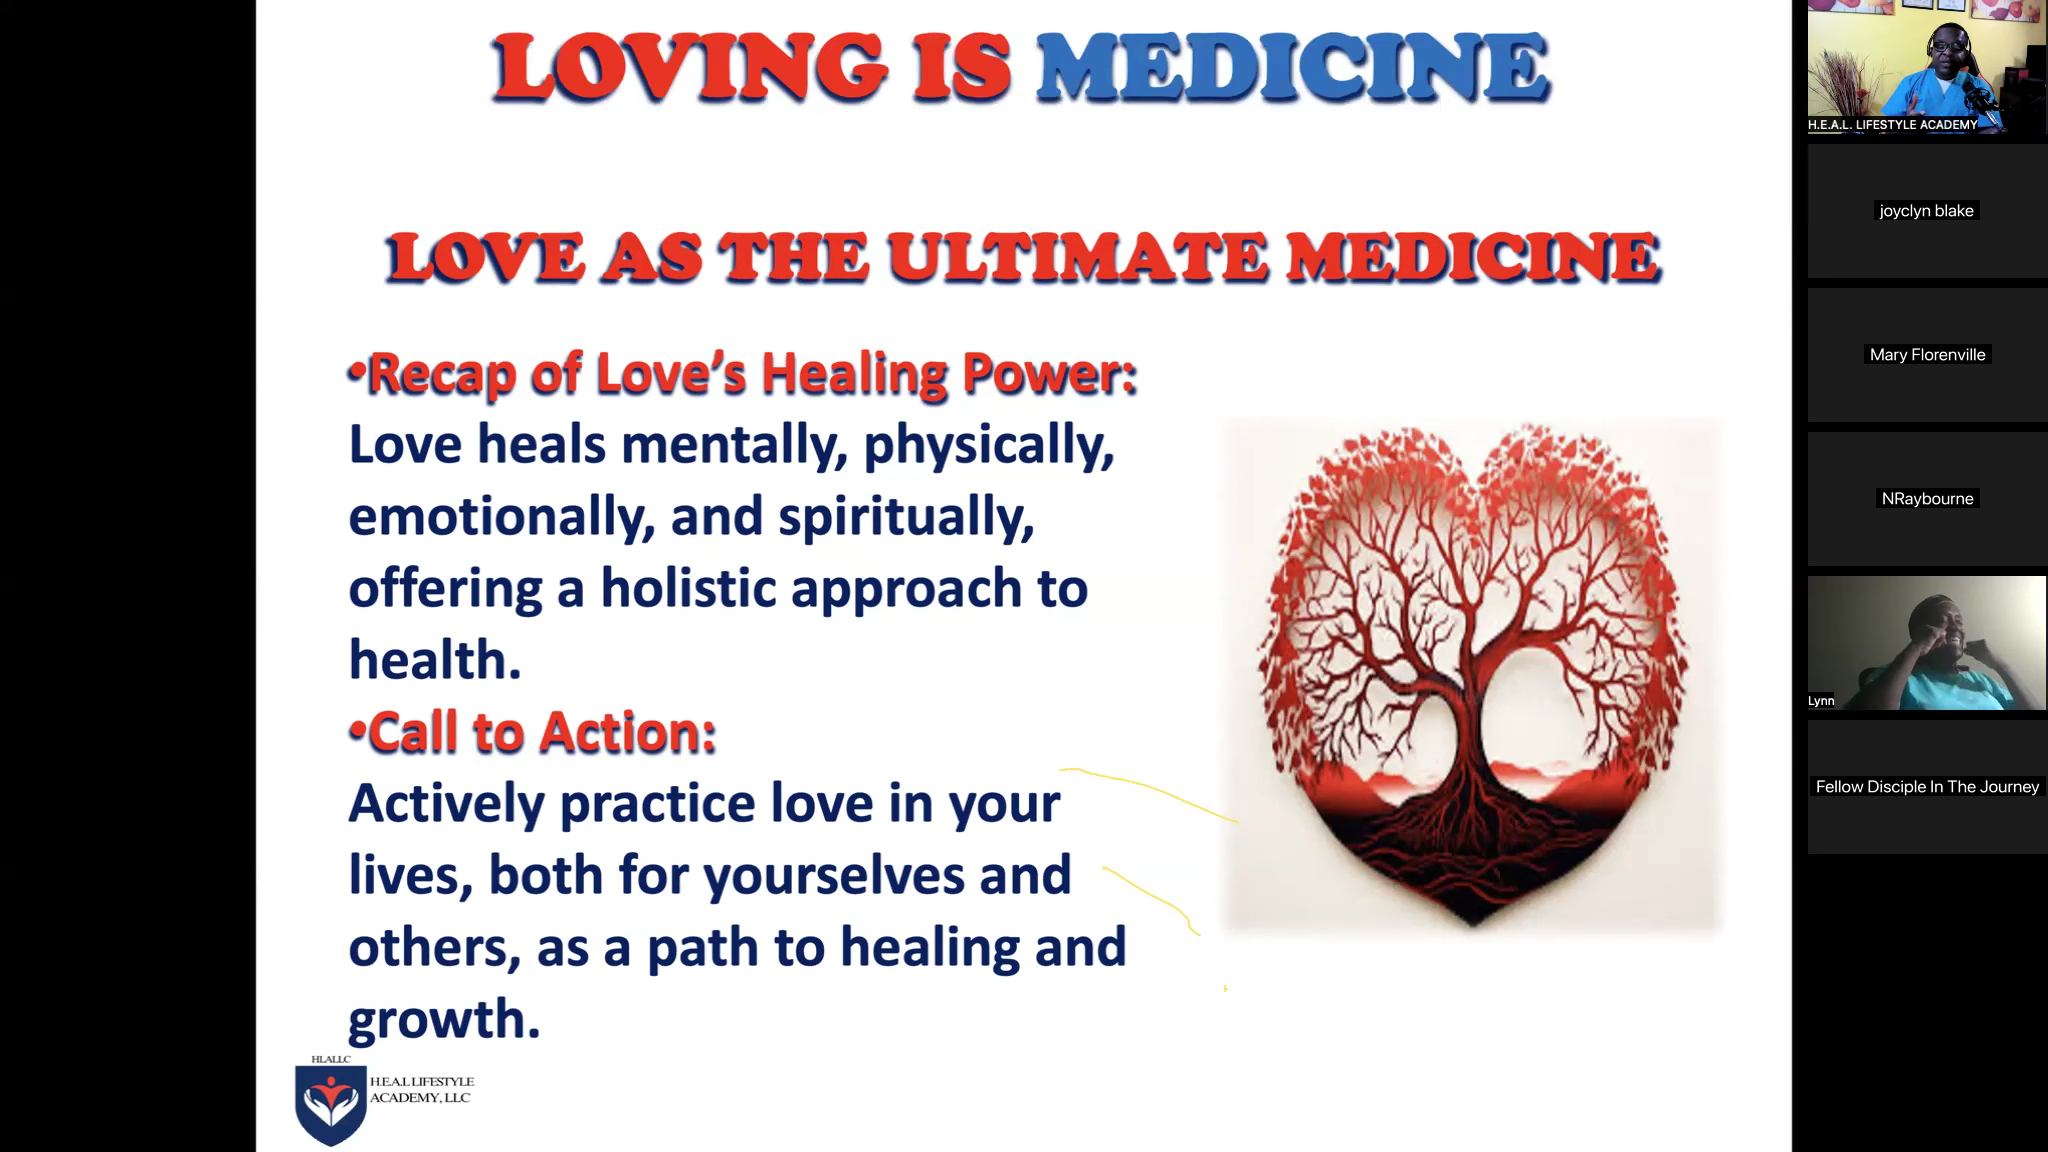 LOVING IS MEDICINE
LOVE AS THE ULTIMATE MEDICINE
•Recap of Love’s Healing Power:
Love heals mentally, physically,
emotionally, and spiritually,
offering a holistic approach to
health.
•Call to Action:
Actively practice love in your
lives, both for yourselves and
others, as a path to healing and
growth.
HLALLC
H.E.A.L LIFESTYLE
ACADEMY, LLC
H.E.A.L. LIFESTYLE ACADEMY
joyclyn blake
Mary Florenville
NRaybourne
Lynn
Fellow Disciple In The Journey